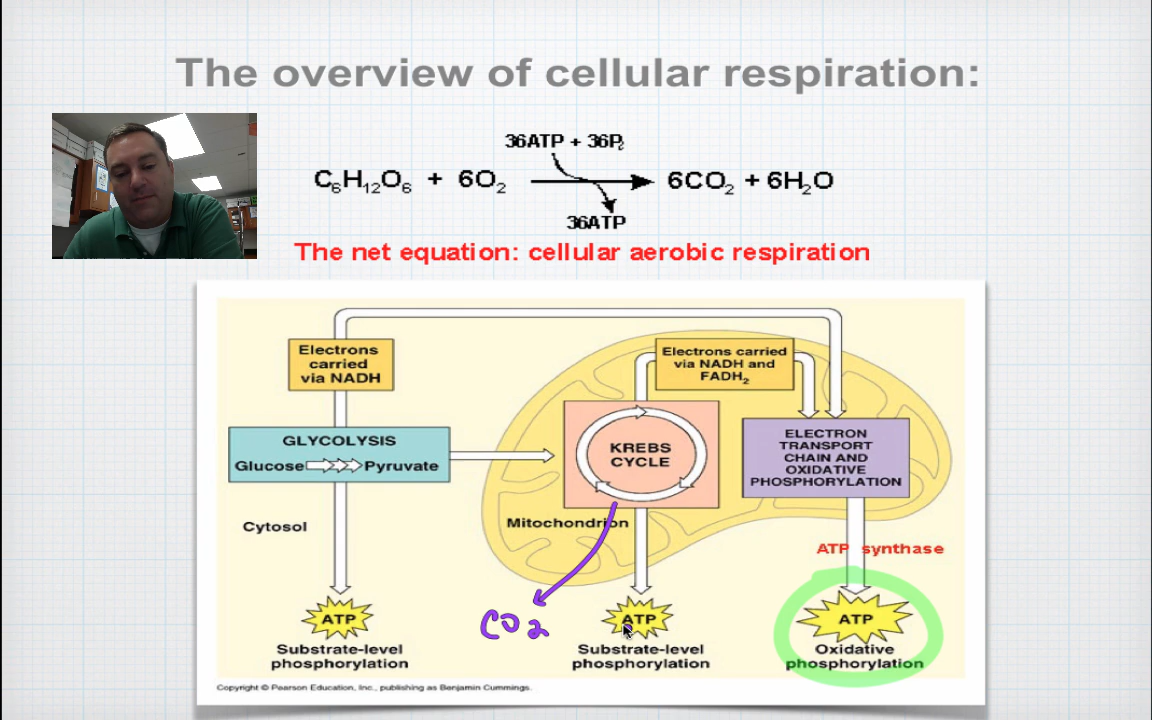 The overview of cellular respiration:
36ATP + 36P₂
C₆H₁₂O₆ + 6O₂ 6CO₂ + 6H₂O
36ATP
The net equation: cellular aerobic respiration
Electrons
carried
via NADH
Electrons carried
via NADH and
FADH₂
GLYCOLYSIS
Glucose Pyruvate
KREBS
CYCLE
ELECTRON
TRANSPORT
CHAIN AND
OXIDATIVE
PHOSPHORYLATION
Cytosol
Mitochondrion
ATP synthase
CO₂
ATP
Substrate-level
phosphorylation
ATP
Substrate-level
phosphorylation
ATP
Oxidative
phosphorylation
Copyright © Pearson Education, Inc., publishing as Benjamin Cummings.